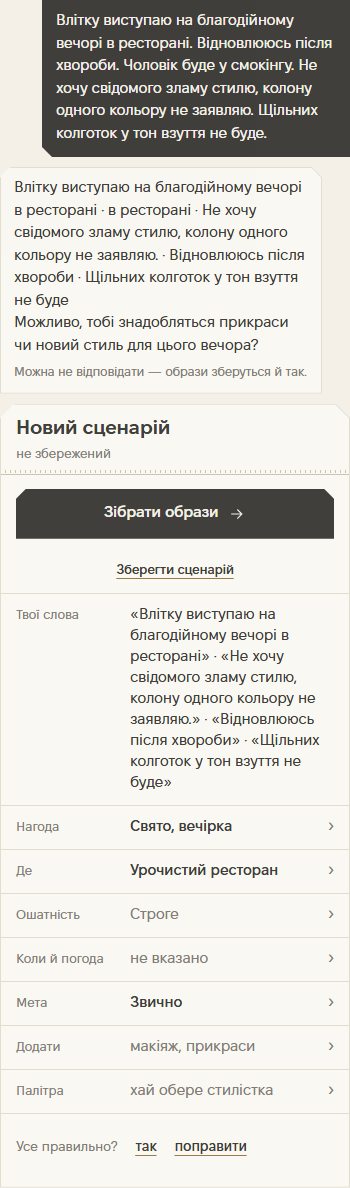 Влітку виступаю на благодійному
вечорі в ресторані. Відновлююсь після
хвороби. Чоловік буде у смокінгу. Не
хочу свідомого зламу стилю, колону
одного кольору не заявляю. Щільних
колготок у тон взуття не буде.
Влітку виступаю на благодійному вечорі
в ресторані · в ресторані · Не хочу
свідомого зламу стилю, колону одного
кольору не заявляю. · Відновлююсь після
хвороби · Щільних колготок у тон взуття
не буде
Можливо, тобі знадобляться прикраси
чи новий стиль для цього вечора?
Можна не відповідати — образи зберуться й так.
Новий сценарій
не збережений
Зібрати образи →
Зберегти сценарій
Твої слова «Влітку виступаю на
благодійному вечорі в
ресторані» · «Не хочу
свідомого зламу стилю,
колону одного кольору не
заявляю.» · «Відновлююсь
після хвороби» · «Щільних
колготок у тон взуття не
буде»
Нагода Свято, вечірка ›
Де Урочистий ресторан ›
Ошатність Строге ›
Коли й погода не вказано ›
Мета Звично ›
Додати макіяж, прикраси ›
Палітра хай обере стилістка ›
Усе правильно? так поправити